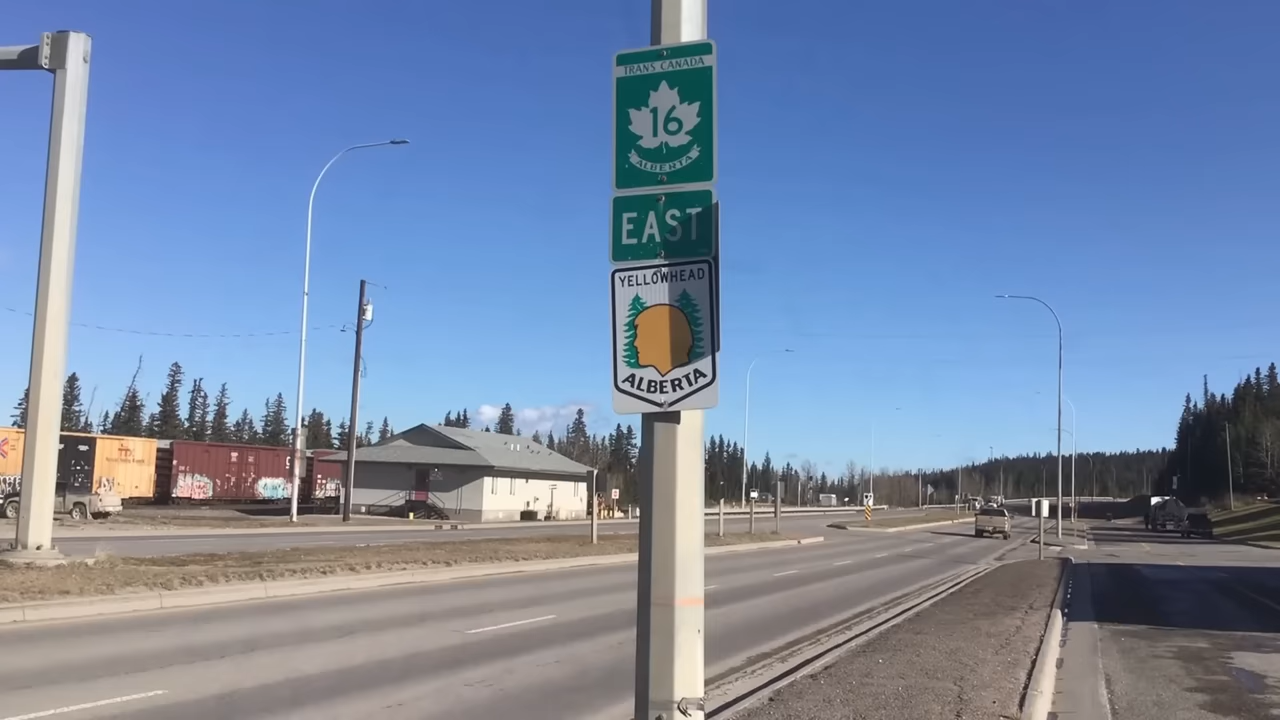 TRANS CANADA
16
ALBERTA
EAST
YELLOWHEAD
ALBERTA